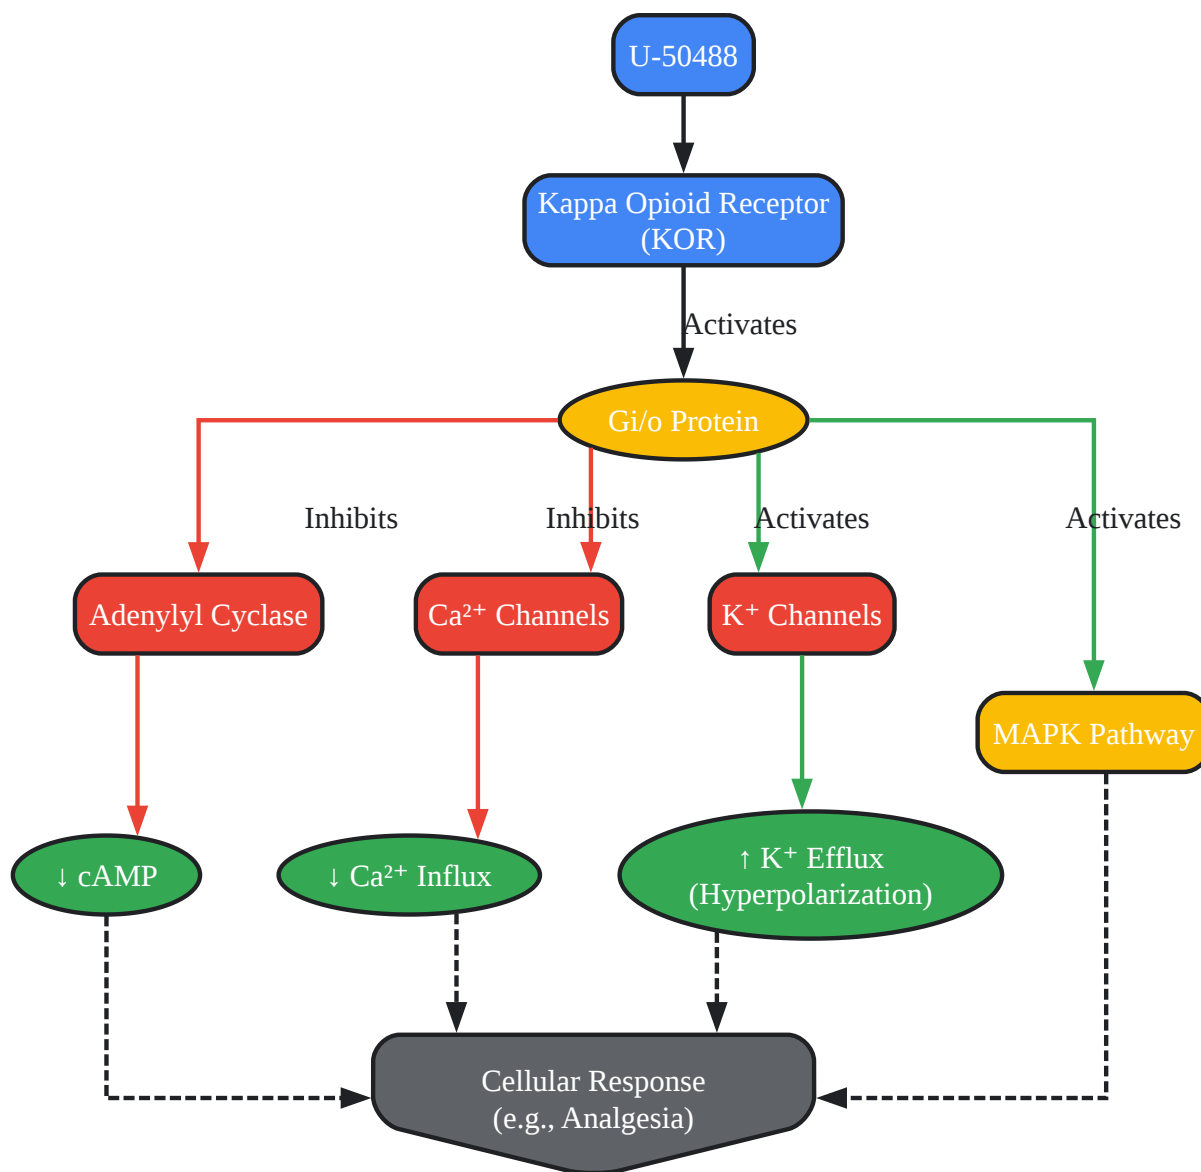 U-50488
Kappa Opioid Receptor
(KOR)
Activates
Gi/o Protein
Inhibits
Inhibits
Activates
Activates
Adenylyl Cyclase
Ca²⁺ Channels
K⁺ Channels
MAPK Pathway
↓ cAMP
↓ Ca²⁺ Influx
↑ K⁺ Efflux
(Hyperpolarization)
Cellular Response
(e.g., Analgesia)